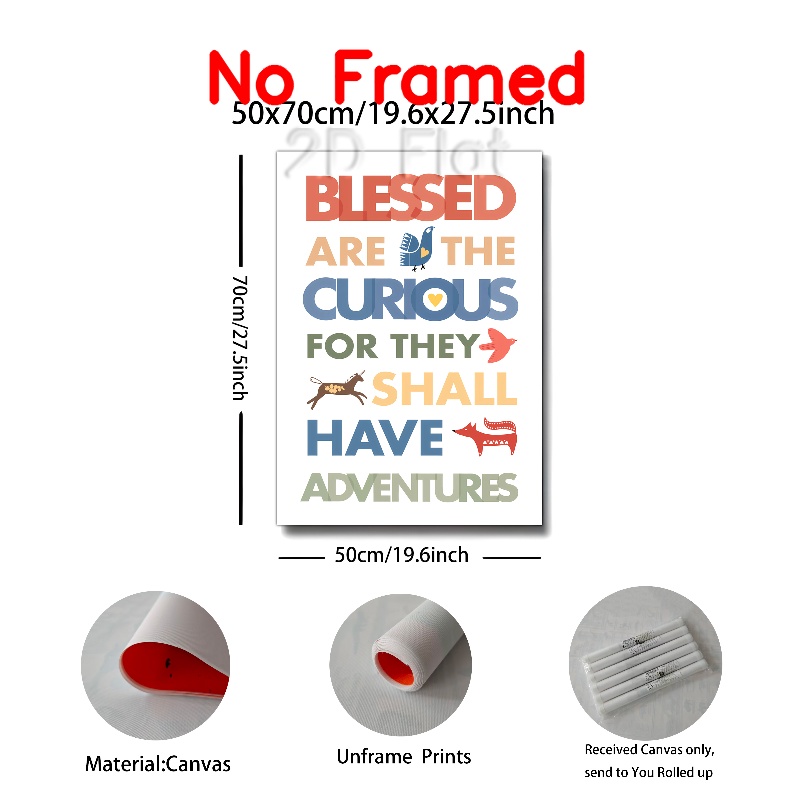 No Framed
50x70cm/19.6x27.5inch
2D Flat
BLESSED
ARE THE
CURIOUS
FOR THEY
SHALL
HAVE
ADVENTURES
70cm/27.5inch
50cm/19.6inch
Material:Canvas
Unframe Prints
Received Canvas only,
send to You Rolled up